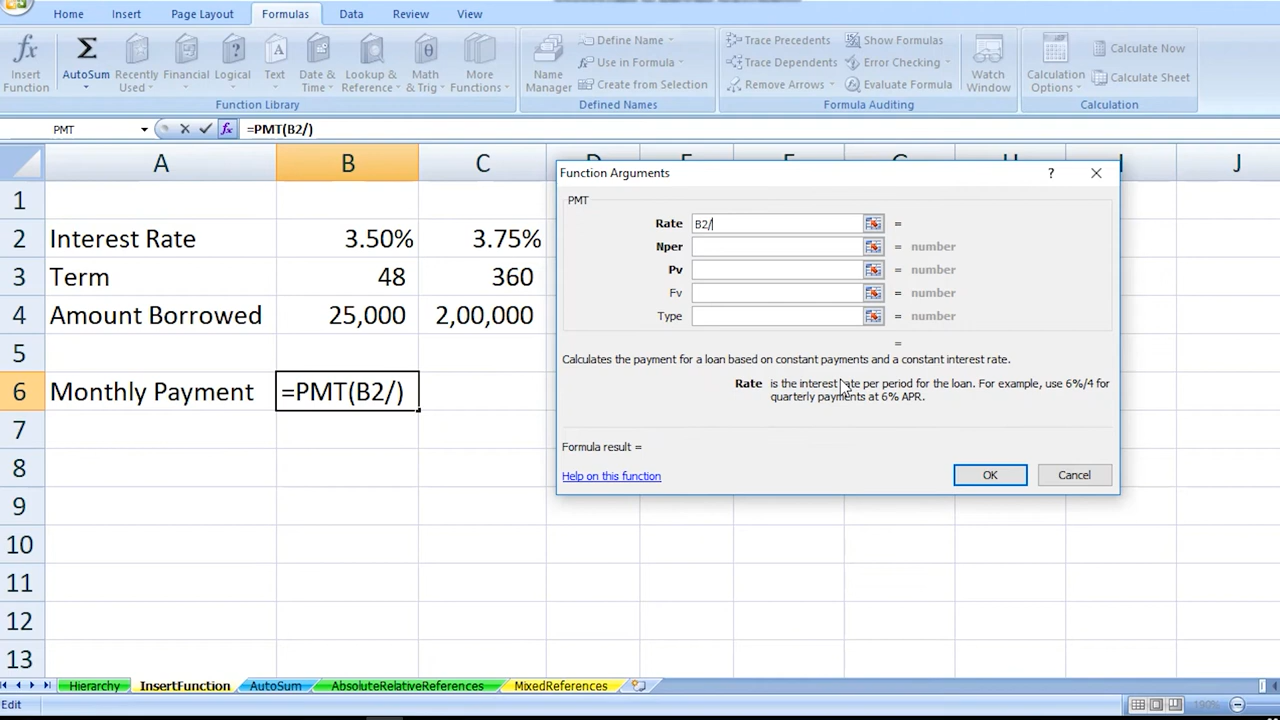 Home Insert Page Layout Formulas Data Review View
fx Insert Function
Σ AutoSum
Recently Used
Financial
Logical
Text
Date & Time
Lookup & Reference
Math & Trig
More Functions
Function Library
Name Manager
Define Name
Use in Formula
Create from Selection
Defined Names
Trace Precedents
Trace Dependents
Remove Arrows
Show Formulas
Error Checking
Evaluate Formula
Watch Window
Formula Auditing
Calculation Options
Calculate Now
Calculate Sheet
Calculation
PMT fx =PMT(B2/)
A B C D E F G H I J
1
2 Interest Rate 3.50% 3.75%
3 Term 48 360
4 Amount Borrowed 25,000 2,00,000
5
6 Monthly Payment =PMT(B2/)
7
8
9
10
11
12
13
Function Arguments ?
PMT
Rate B2/ =
Nper = number
Pv = number
Fv = number
Type = number
=
Calculates the payment for a loan based on constant payments and a constant interest rate.
Rate is the interest rate per period for the loan. For example, use 6%/4 for
quarterly payments at 6% APR.
Formula result =
Help on this function
OK Cancel
Hierarchy InsertFunction AutoSum AbsoluteRelativeReferences MixedReferences
Edit 190%